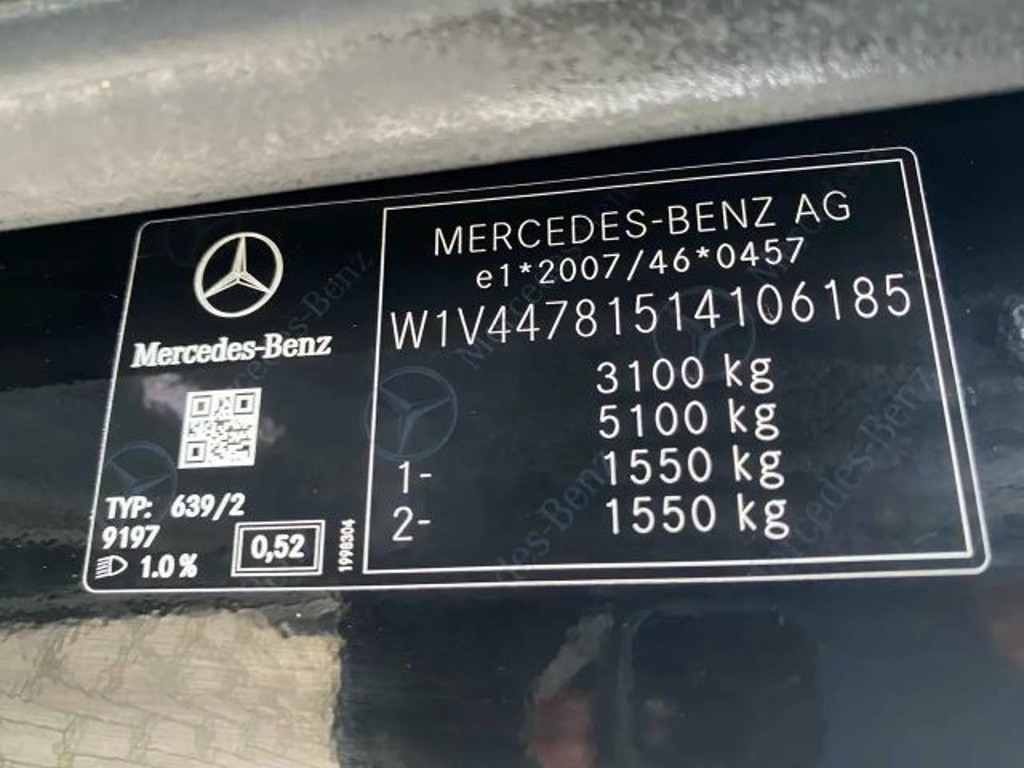 Mercedes-Benz
TYP: 639/2
9197
1.0%
0,52
1998304
MERCEDES-BENZ AG
e1*2007/46*0457
W1V44781514106185
3100 kg
5100 kg
1- 1550 kg
2- 1550 kg